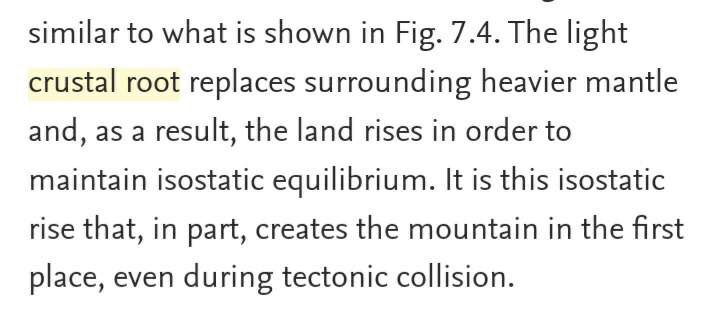 similar to what is shown in Fig. 7.4. The light
crustal root replaces surrounding heavier mantle
and, as a result, the land rises in order to
maintain isostatic equilibrium. It is this isostatic
rise that, in part, creates the mountain in the first
place, even during tectonic collision.